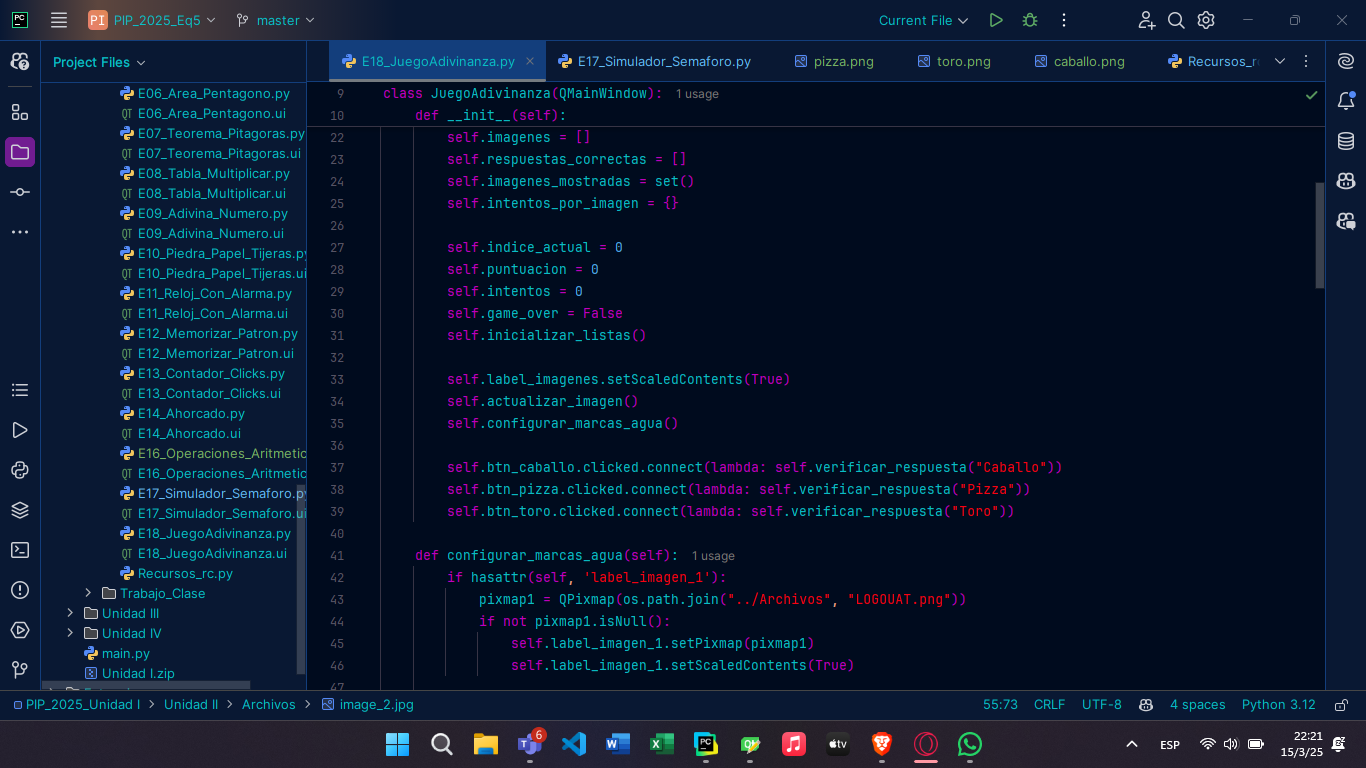 PC
PI PIP_2025_Eq5
master
Current File
Project Files
E18_JuegoAdivinanza.py
E17_Simulador_Semaforo.py
pizza.png
toro.png
caballo.png
Recursos_r
E06_Area_Pentagono.py
E06_Area_Pentagono.ui
E07_Teorema_Pitagoras.py
E07_Teorema_Pitagoras.ui
E08_Tabla_Multiplicar.py
E08_Tabla_Multiplicar.ui
E09_Adivina_Numero.py
E09_Adivina_Numero.ui
E10_Piedra_Papel_Tijeras.py
E10_Piedra_Papel_Tijeras.ui
E11_Reloj_Con_Alarma.py
E11_Reloj_Con_Alarma.ui
E12_Memorizar_Patron.py
E12_Memorizar_Patron.ui
E13_Contador_Clicks.py
E13_Contador_Clicks.ui
E14_Ahorcado.py
E14_Ahorcado.ui
E16_Operaciones_Aritmetic
E16_Operaciones_Aritmetic
E17_Simulador_Semaforo.py
E17_Simulador_Semaforo.ui
E18_JuegoAdivinanza.py
E18_JuegoAdivinanza.ui
Recursos_rc.py
Trabajo_Clase
Unidad III
Unidad IV
main.py
Unidad I.zip
9 class JuegoAdivinanza(QMainWindow): 1 usage
10 def __init__(self):
22 self.imagenes = []
23 self.respuestas_correctas = []
24 self.imagenes_mostradas = set()
25 self.intentos_por_imagen = {}
26
27 self.indice_actual = 0
28 self.puntuacion = 0
29 self.intentos = 0
30 self.game_over = False
31 self.inicializar_listas()
32
33 self.label_imagenes.setScaledContents(True)
34 self.actualizar_imagen()
35 self.configurar_marcas_agua()
36
37 self.btn_caballo.clicked.connect(lambda: self.verificar_respuesta("Caballo"))
38 self.btn_pizza.clicked.connect(lambda: self.verificar_respuesta("Pizza"))
39 self.btn_toro.clicked.connect(lambda: self.verificar_respuesta("Toro"))
40
41 def configurar_marcas_agua(self): 1 usage
42 if hasattr(self, 'label_imagen_1'):
43 pixmap1 = QPixmap(os.path.join("../Archivos", "LOGOUAT.png"))
44 if not pixmap1.isNull():
45 self.label_imagen_1.setPixmap(pixmap1)
46 self.label_imagen_1.setScaledContents(True)
47
PIP_2025_Unidad I > Unidad II > Archivos > image_2.jpg
55:73 CRLF UTF-8 4 spaces Python 3.12
6
tv
ESP
22:21
15/3/25